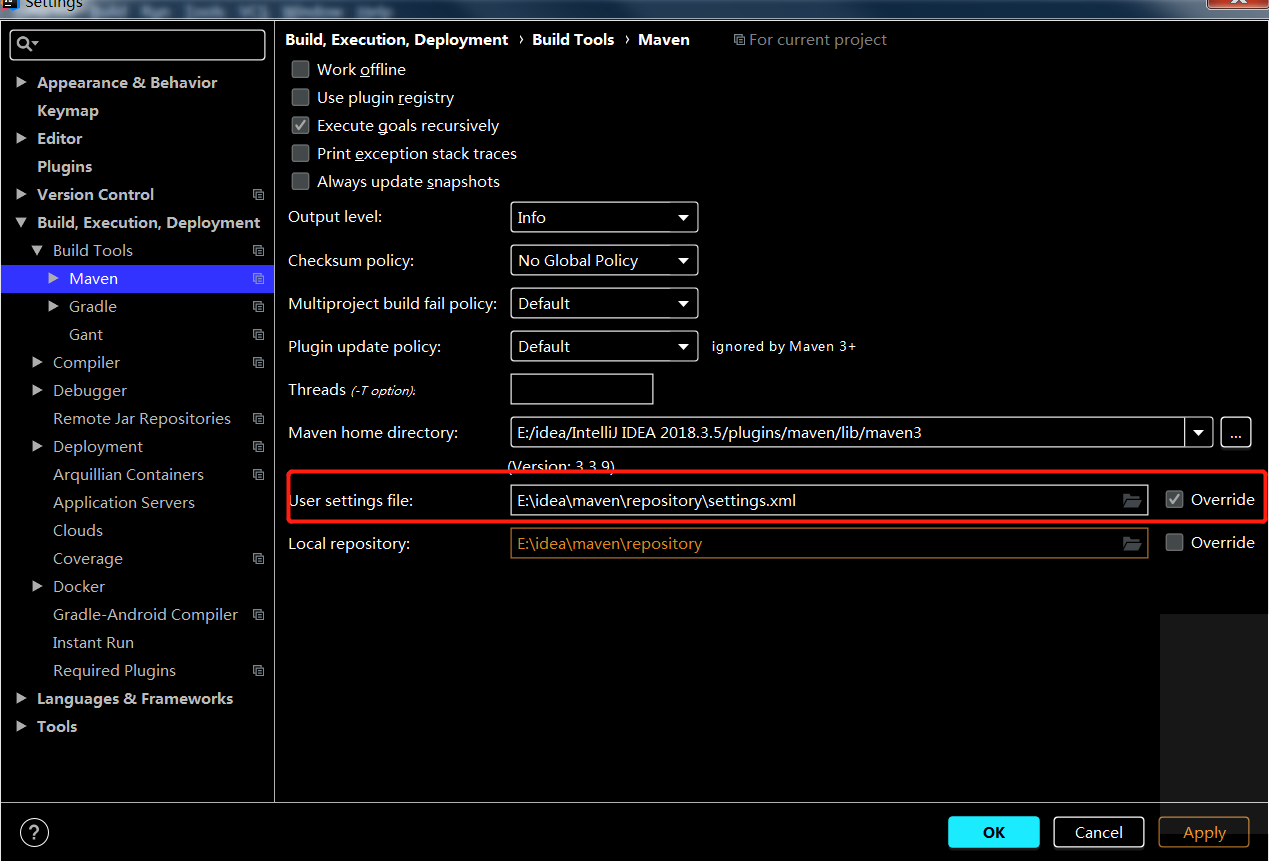 Settings
Run Tools VCS Window Help
Build, Execution, Deployment › Build Tools › Maven For current project
Appearance & Behavior
Keymap
Editor
Plugins
Version Control
Build, Execution, Deployment
Build Tools
Maven
Gradle
Gant
Compiler
Debugger
Remote Jar Repositories
Deployment
Arquillian Containers
Application Servers
Clouds
Coverage
Docker
Gradle-Android Compiler
Instant Run
Required Plugins
Languages & Frameworks
Tools
Work offline
Use plugin registry
Execute goals recursively
Print exception stack traces
Always update snapshots
Output level: Info
Checksum policy: No Global Policy
Multiproject build fail policy: Default
Plugin update policy: Default ignored by Maven 3+
Threads (-T option):
Maven home directory: E:/idea/IntelliJ IDEA 2018.3.5/plugins/maven/lib/maven3 ...
(Version: 3.3.9)
User settings file: E:\idea\maven\repository\settings.xml Override
Local repository: E:\idea\maven\repository Override
? OK Cancel Apply